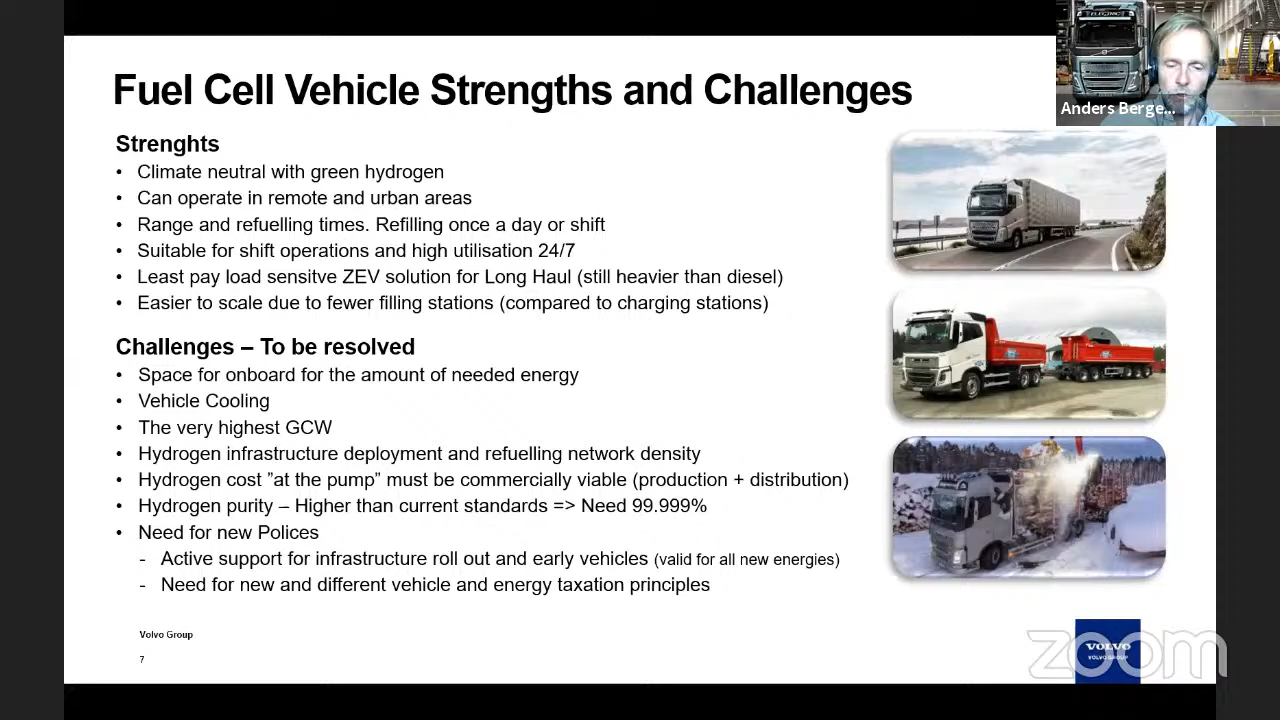 Fuel Cell Vehicle Strengths and Challenges
Anders Berge...
Strenghts
• Climate neutral with green hydrogen
• Can operate in remote and urban areas
• Range and refuelling times. Refilling once a day or shift
• Suitable for shift operations and high utilisation 24/7
• Least pay load sensitve ZEV solution for Long Haul (still heavier than diesel)
• Easier to scale due to fewer filling stations (compared to charging stations)
Challenges – To be resolved
• Space for onboard for the amount of needed energy
• Vehicle Cooling
• The very highest GCW
• Hydrogen infrastructure deployment and refuelling network density
• Hydrogen cost ”at the pump” must be commercially viable (production + distribution)
• Hydrogen purity – Higher than current standards => Need 99.999%
• Need for new Polices
- Active support for infrastructure roll out and early vehicles (valid for all new energies)
- Need for new and different vehicle and energy taxation principles
Volvo Group
7
VOLVO
VOLVO GROUP
zoom